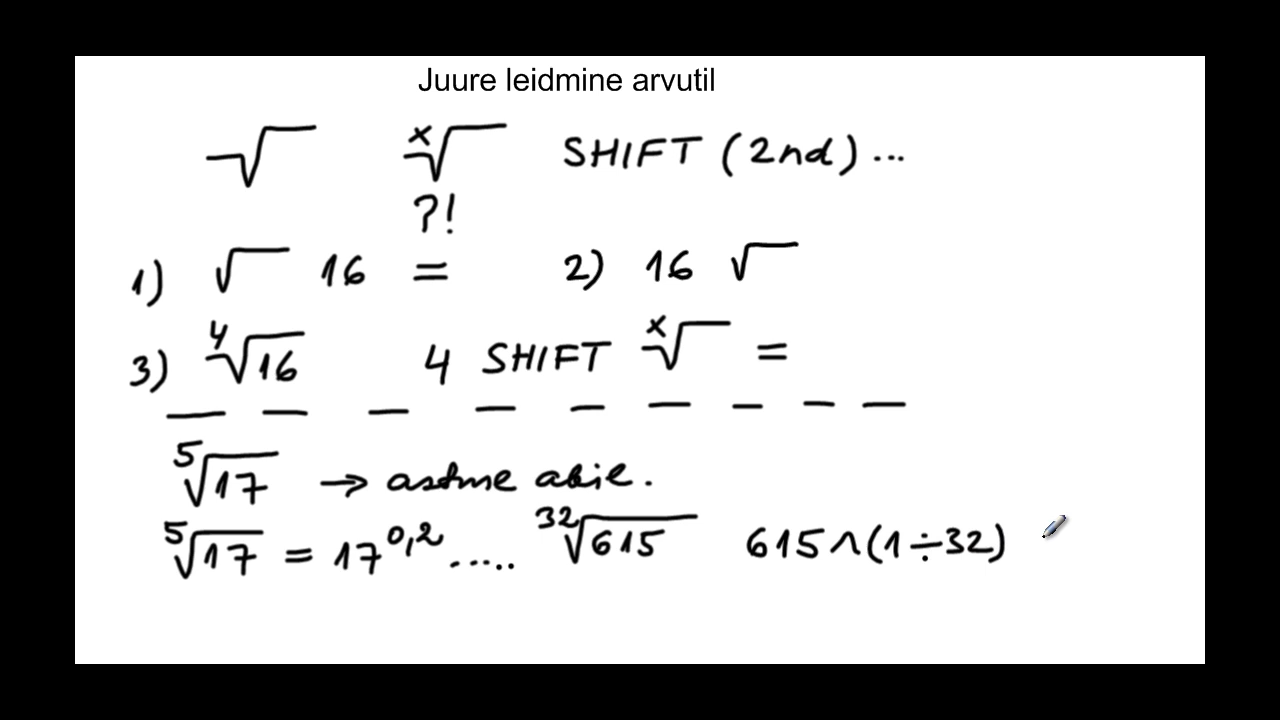 Juure leidmine arvutil
√ ˣ√ SHIFT (2nd) ...
?!
1) √ 16 = 2) 16 √
3) ⁴√16 4 SHIFT ˣ√ =
⁵√17 → astme abil.
⁵√17 = 17^0,2 ..... ³²√615 615^(1÷32)